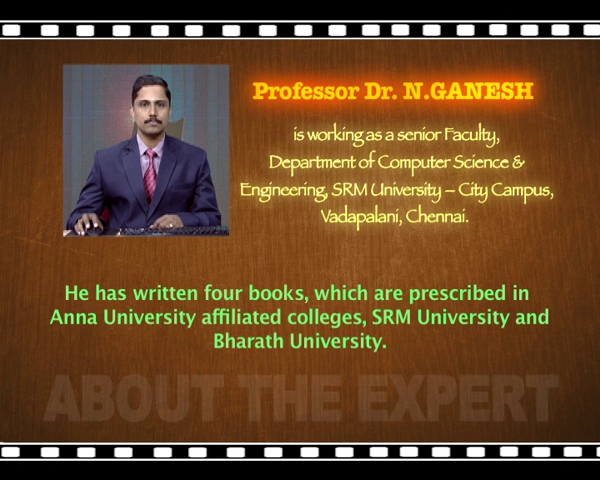 Professor Dr. N.GANESH
is working as a senior Faculty,
Department of Computer Science &
Engineering, SRM University – City Campus,
Vadapalani, Chennai.
He has written four books, which are prescribed in
Anna University affiliated colleges, SRM University and
Bharath University.
ABOUT THE EXPERT